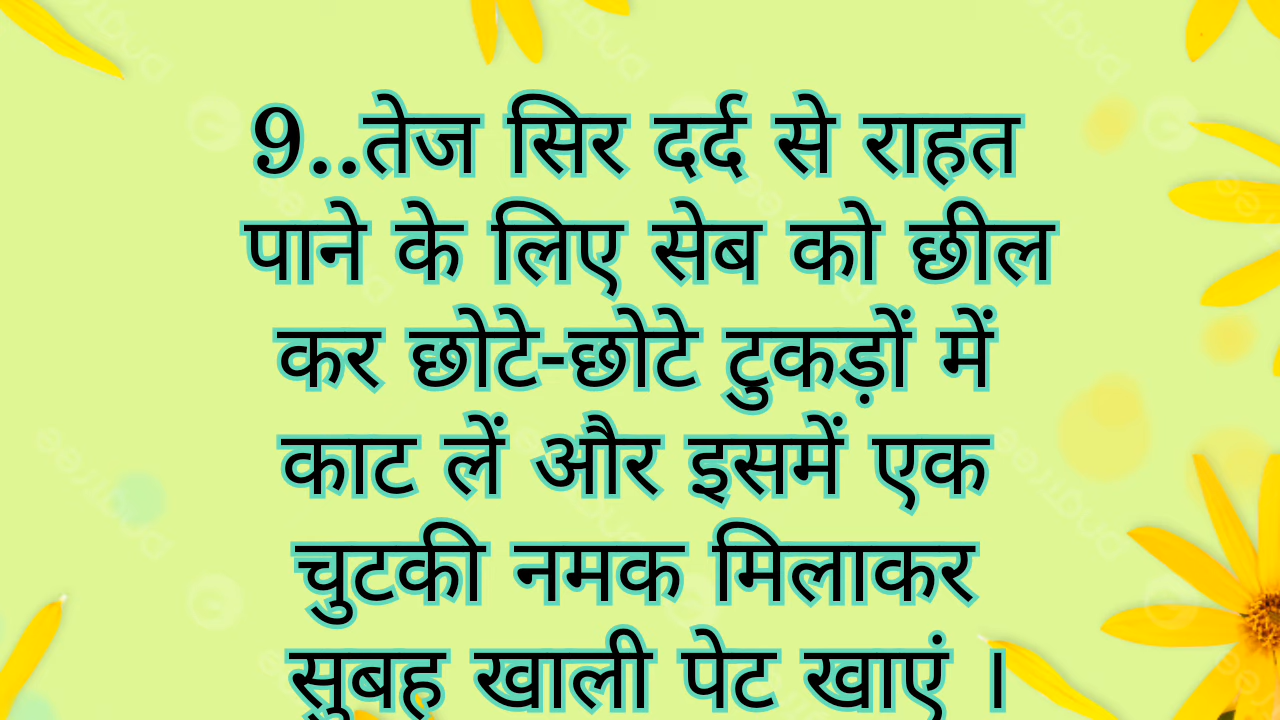 9..तेज सिर दर्द से राहत
पाने के लिए सेब को छील
कर छोटे-छोटे टुकड़ों में
काट लें और इसमें एक
चुटकी नमक मिलाकर
सुबह खाली पेट खाएं ।